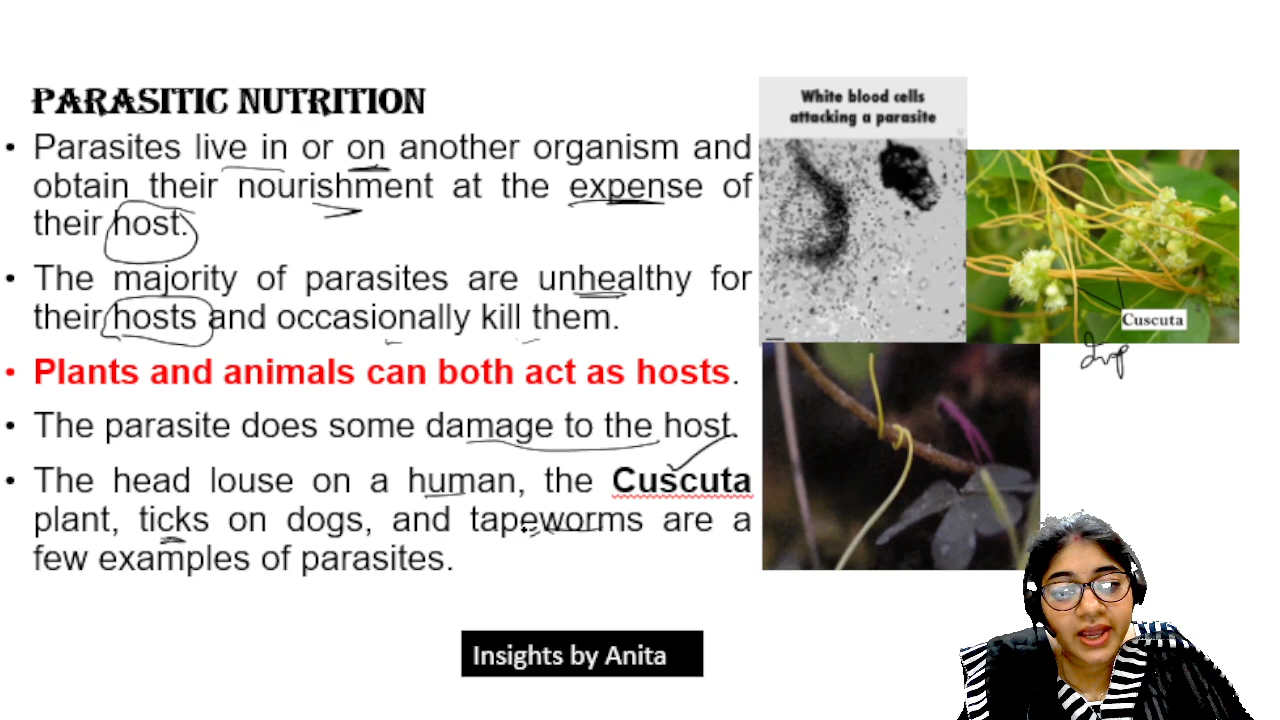 PARASITIC NUTRITION
• Parasites live in or on another organism and
obtain their nourishment at the expense of
their host.
• The majority of parasites are unhealthy for
their hosts and occasionally kill them.
• Plants and animals can both act as hosts.
• The parasite does some damage to the host.
• The head louse on a human, the Cuscuta
plant, ticks on dogs, and tapeworms are a
few examples of parasites.
White blood cells
attacking a parasite
Cuscuta
Imp
Insights by Anita